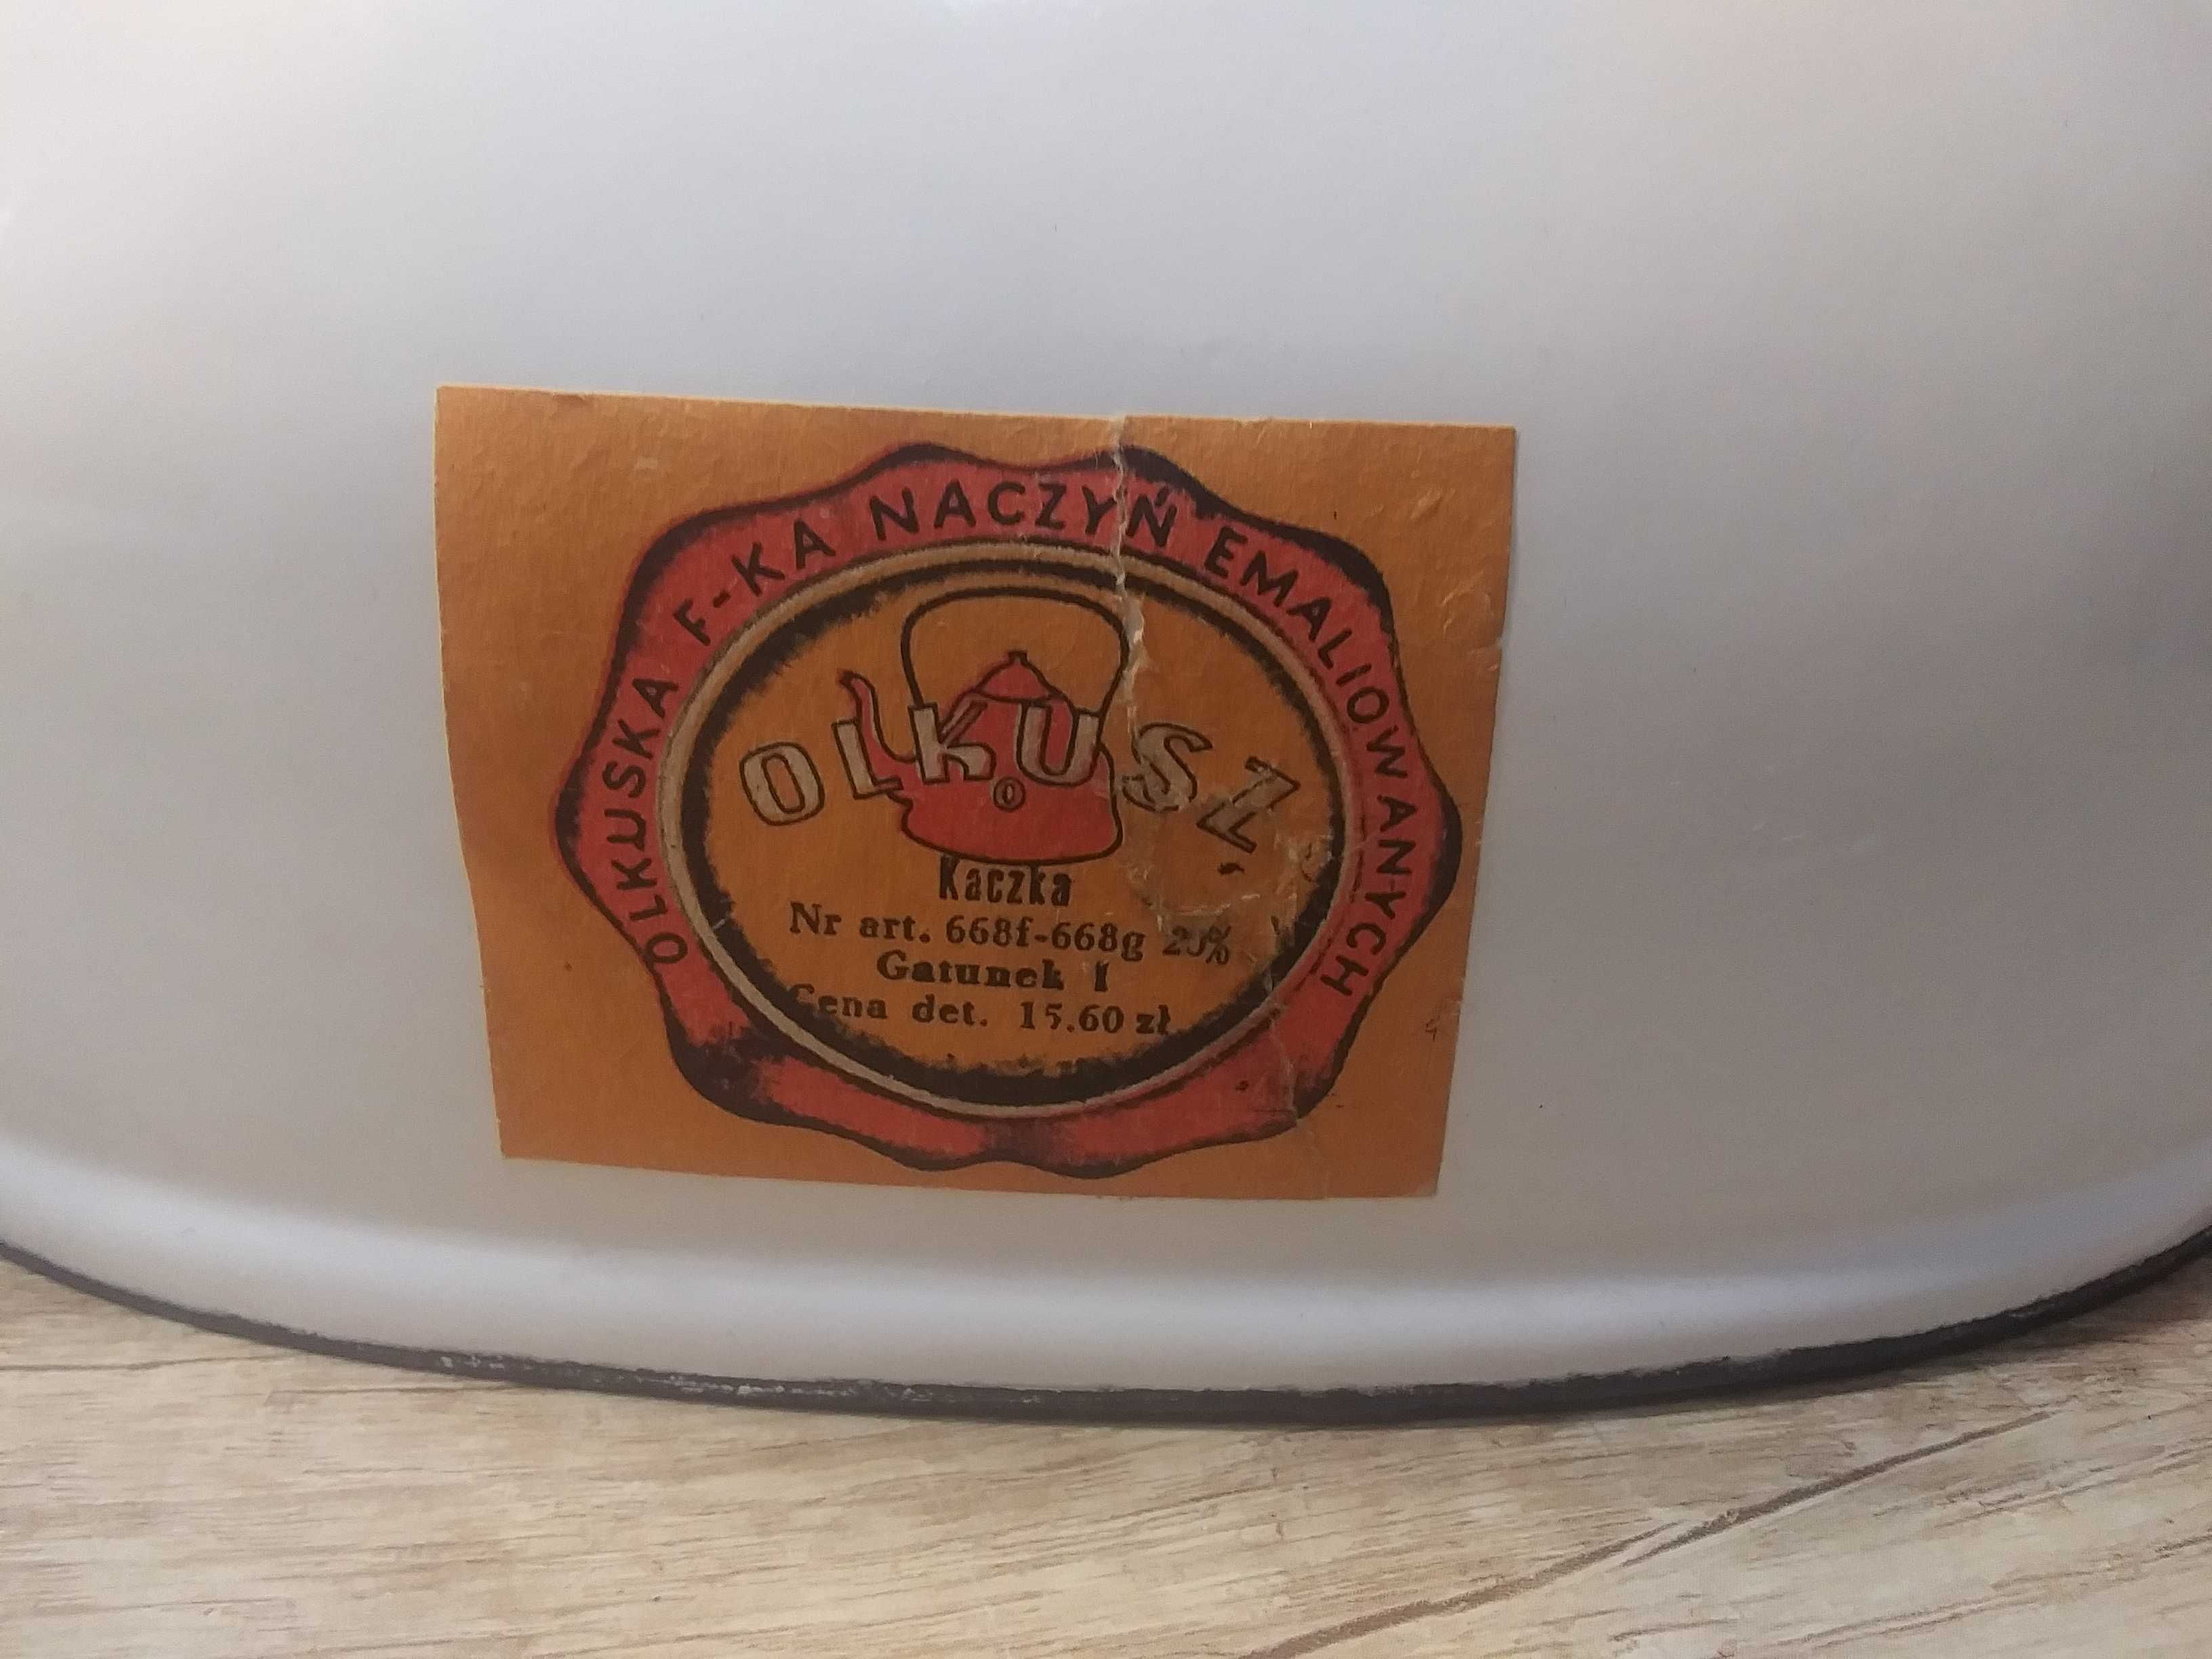 OLKUSKA F-KA NACZYŃ EMALIOWANYCH
OLKUSZ
Kaczka
Nr art. 668f-668g
Gatunek I
Cena det. 15.60 zł